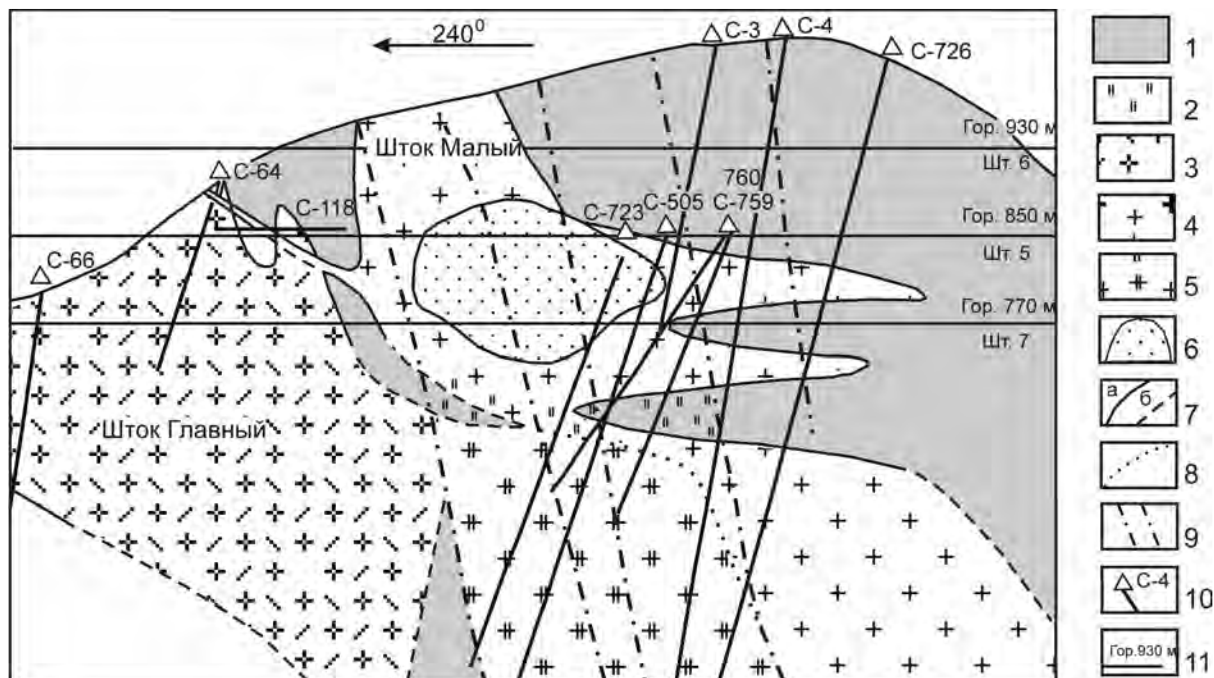 240⁰
С-3
С-4
С-726
Гор. 930 м
Шт. 6
Шток Малый
С-64
С-118
760
С-723
С-505
С-759
Гор. 850 м
Шт. 5
С-66
Гор. 770 м
Шт. 7
Шток Главный
1
2
3
4
5
6
а
б
7
8
9
С-4
10
Гор.930 м
11